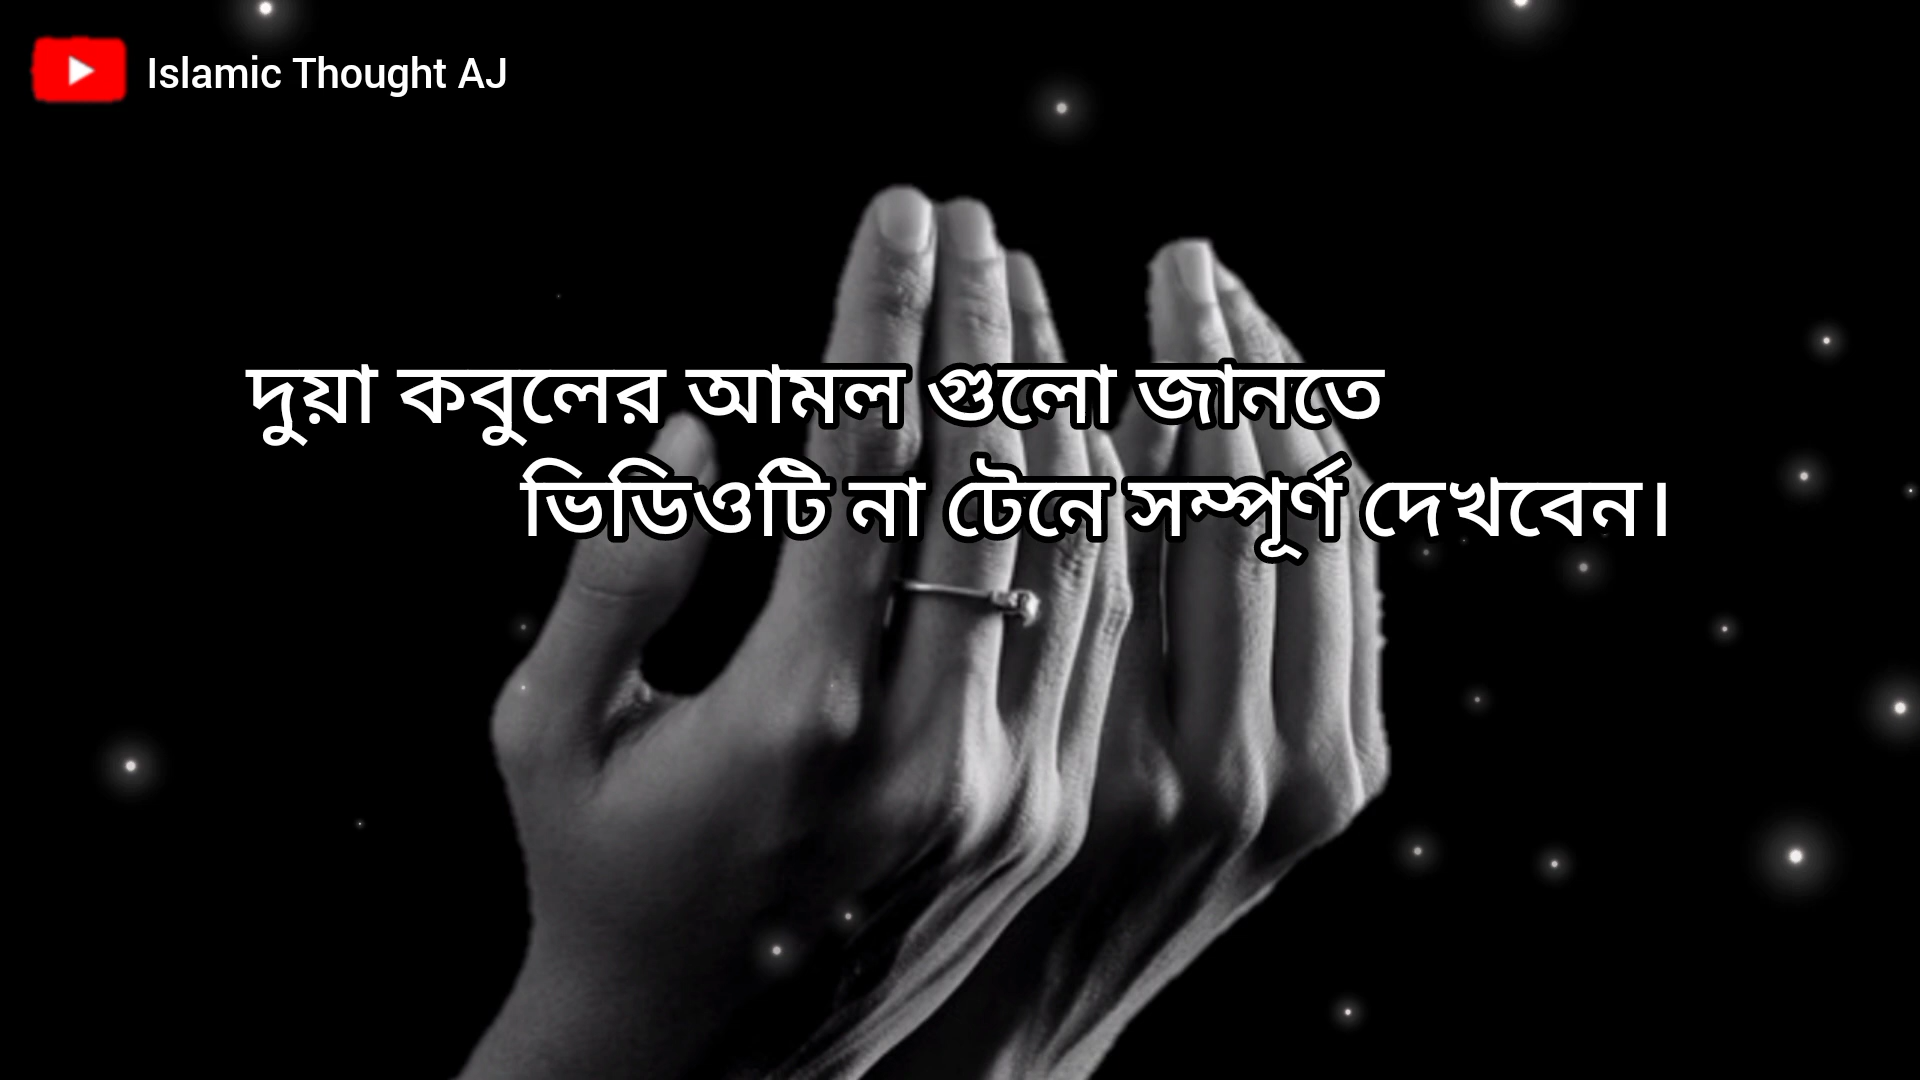 Islamic Thought AJ
দুয়া কবুলের আমল গুলো জানতে
ভিডিওটি না টেনে সম্পূর্ণ দেখবেন।